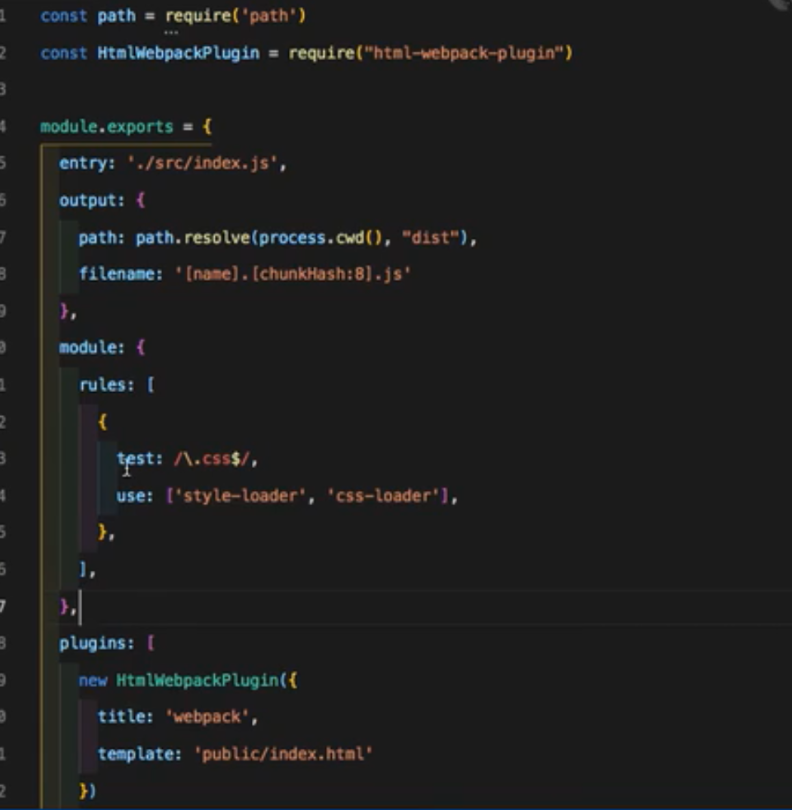 1 const path = require('path')
2 const HtmlWebpackPlugin = require("html-webpack-plugin")
3
4 module.exports = {
5 entry: './src/index.js',
6 output: {
7 path: path.resolve(process.cwd(), "dist"),
8 filename: '[name].[chunkHash:8].js'
9 },
0 module: {
1 rules: [
2 {
3 test: /\.css$/,
4 use: ['style-loader', 'css-loader'],
5 },
6 ],
7 },
8 plugins: [
9 new HtmlWebpackPlugin({
0 title: 'webpack',
1 template: 'public/index.html'
2 })